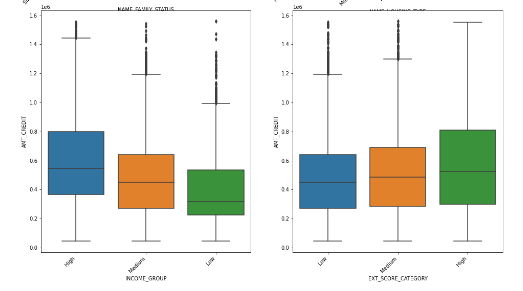 NAME_FAMILY_STATUS
1e6
1.6
1.4
1.2
1.0
0.8
0.6
0.4
0.2
0.0
AMT_CREDIT
High
Medium
Low
INCOME_GROUP
1e6
1.6
1.4
1.2
1.0
0.8
0.6
0.4
0.2
0.0
AMT_CREDIT
Low
Medium
High
EXT_SCORE_CATEGORY